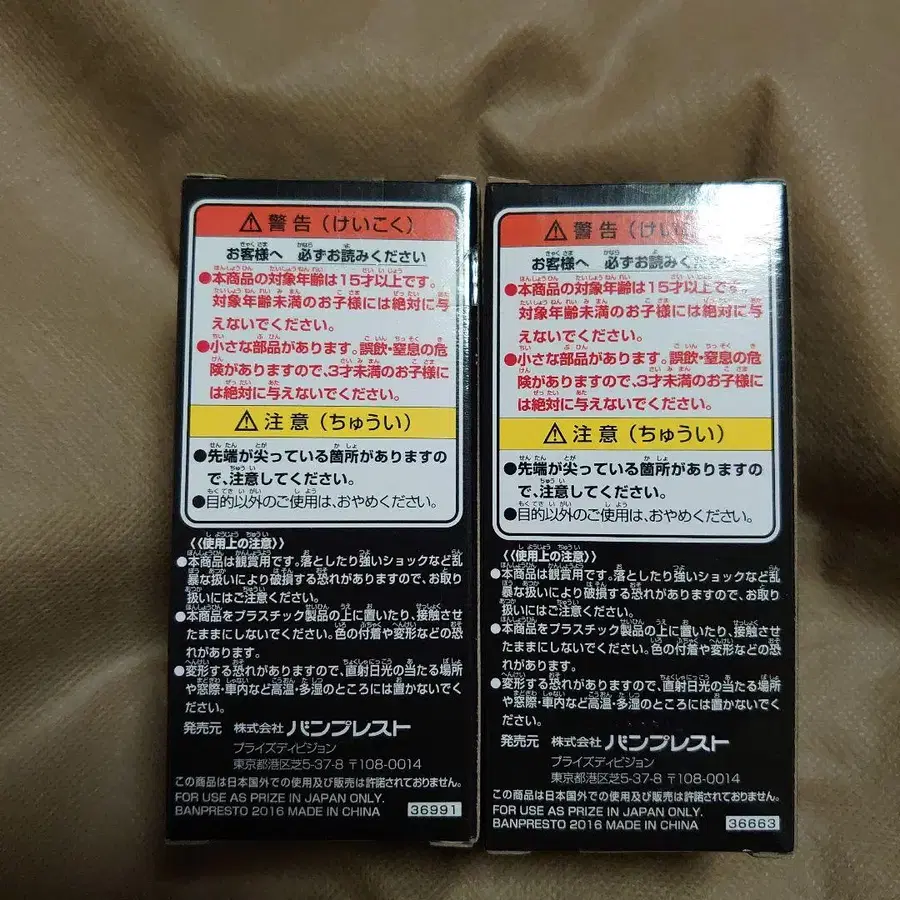 ⚠ 警告（けいこく）
お客様へ 必ずお読みください
●本商品の対象年齢は15才以上です。
対象年齢未満のお子様には絶対に与
えないでください。
●小さな部品があります。誤飲・窒息の危
険がありますので、3才未満のお子様に
は絶対に与えないでください。
⚠ 注意（ちゅうい）
●先端が尖っている箇所がありますの
で、注意してください。
●目的以外のご使用は、おやめください。
《使用上の注意》
●本商品は観賞用です。落としたり強いショックなど乱
暴な扱いにより破損する恐れがありますので、お取り
扱いにはご注意ください。
●本商品をプラスチック製品の上に置いたり、接触させ
たままにしないでください。色の付着や変形などの恐
れがあります。
●変形する恐れがありますので、直射日光の当たる場所
や窓際・車内など高温・多湿のところには置かないでく
ださい。
発売元 株式会社 バンプレスト
プライズディビジョン
東京都港区芝5-37-8 〒108-0014
この商品は日本国外での使用及び販売は許諾されておりません。
FOR USE AS PRIZE IN JAPAN ONLY.
BANPRESTO 2016 MADE IN CHINA
36991
⚠ 警告（けい
お客様へ 必ずお読みく
●本商品の対象年齢は15才以上です。
対象年齢未満のお子様には絶対に与
えないでください。
●小さな部品があります。誤飲・窒息の危
険がありますので、3才未満のお子様に
は絶対に与えないでください。
⚠ 注意（ちゅうい）
●先端が尖っている箇所がありますの
で、注意してください。
●目的以外のご使用は、おやめください。
《使用上の注意》
●本商品は観賞用です。落としたり強いショックなど乱
暴な扱いにより破損する恐れがありますので、お取り
扱いにはご注意ください。
●本商品をプラスチック製品の上に置いたり、接触させ
たままにしないでください。色の付着や変形などの恐
れがあります。
●変形する恐れがありますので、直射日光の当たる場所
や窓際・車内など高温・多湿のところには置かないでく
ださい。
発売元 株式会社 バンプレスト
プライズディビジョン
東京都港区芝5-37-8 〒108-0014
この商品は日本国外での使用及び販売は許諾されておりません。
FOR USE AS PRIZE IN JAPAN ONLY.
BANPRESTO 2016 MADE IN CHINA
36663